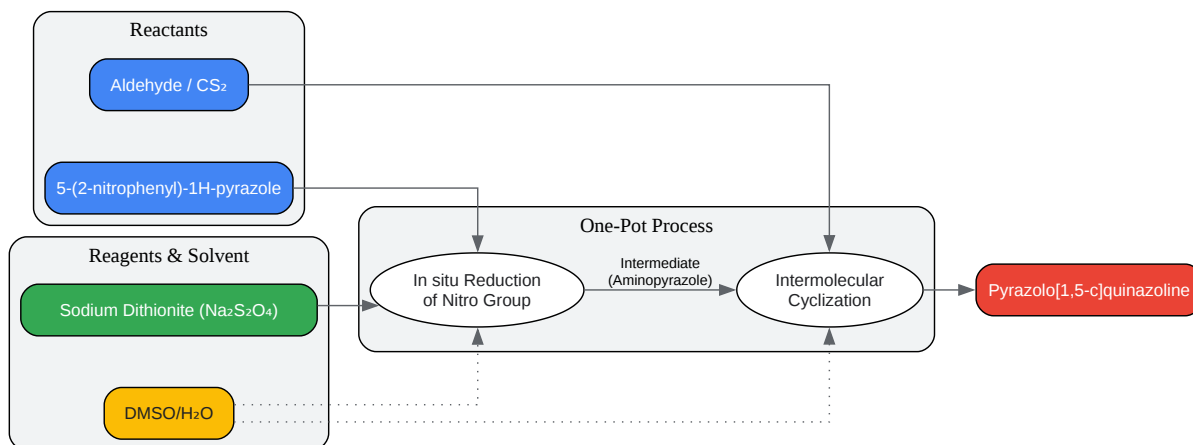 Reactants
Aldehyde / CS₂
5-(2-nitrophenyl)-1H-pyrazole
Reagents & Solvent
Sodium Dithionite (Na₂S₂O₄)
DMSO/H₂O
One-Pot Process
In situ Reduction
of Nitro Group
Intermediate
(Aminopyrazole)
Intermolecular
Cyclization
Pyrazolo[1,5-c]quinazoline